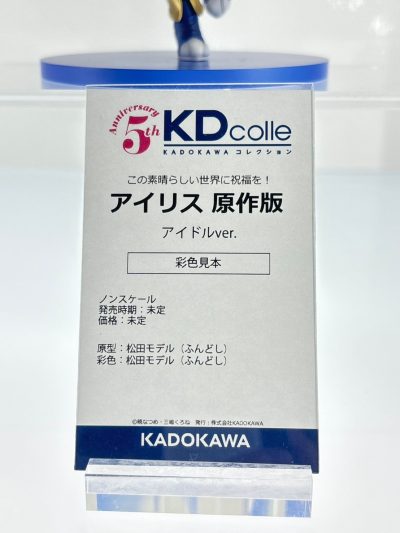 Anniversary
5th
KDcolle
KADOKAWA コレクション
この素晴らしい世界に祝福を！
アイリス 原作版
アイドルver.
彩色見本
ノンスケール
発売時期：未定
価格：未定
原型：松田モデル（ふんどし）
彩色：松田モデル（ふんどし）
©暁なつめ・三嶋くろね　発行：株式会社KADOKAWA
KADOKAWA